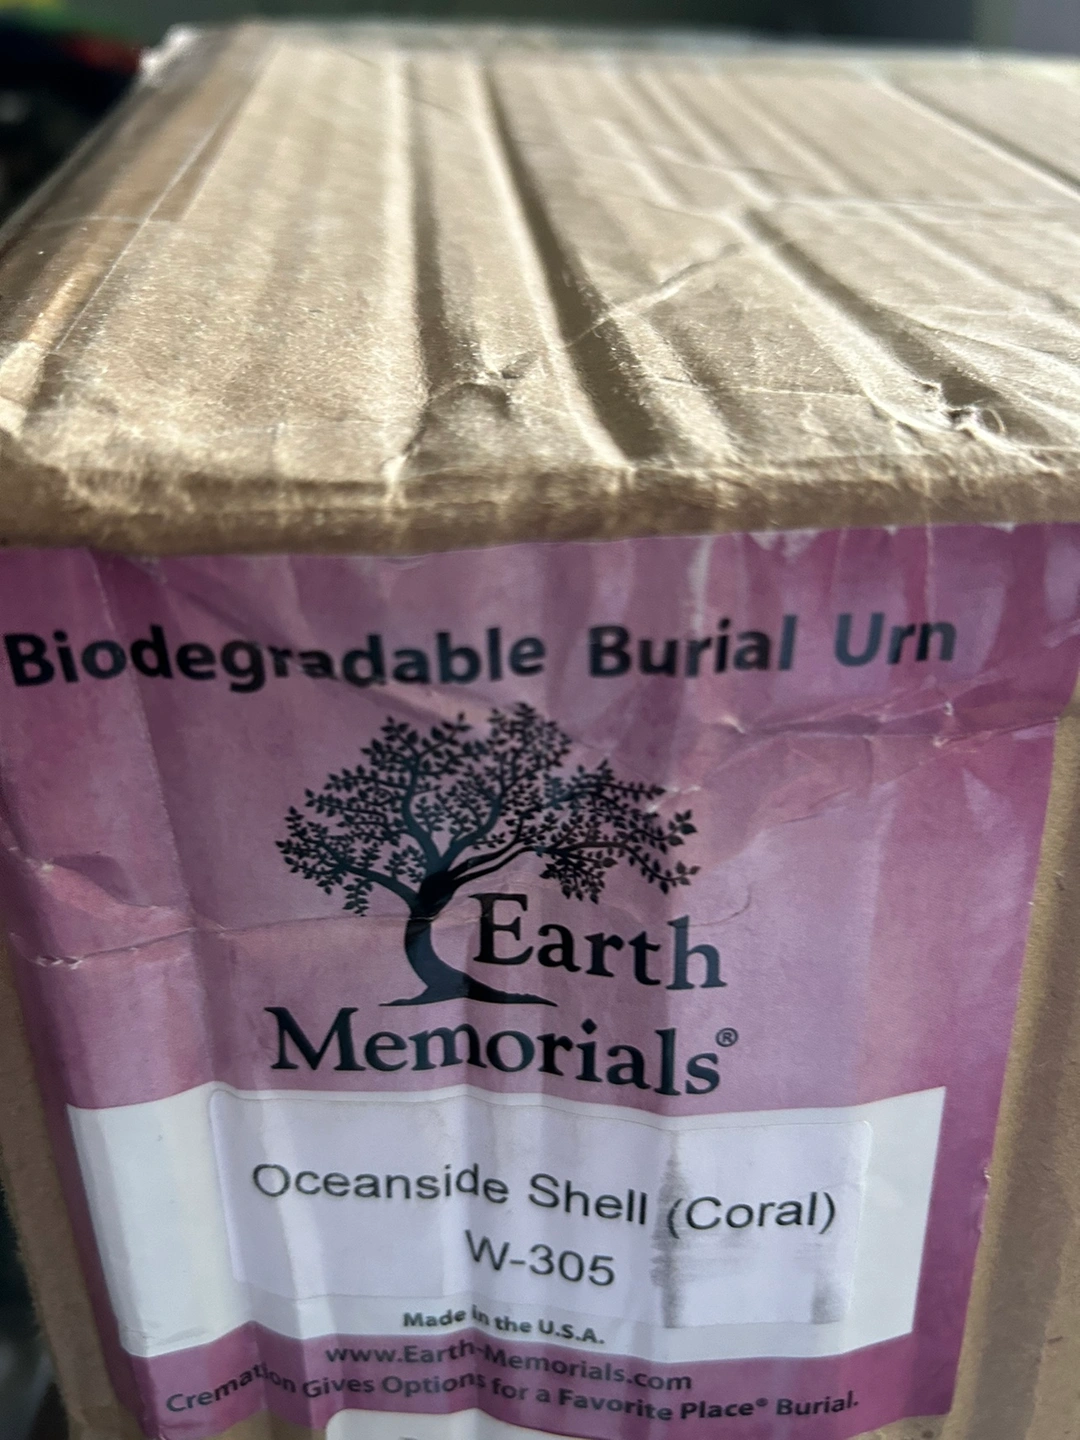 Biodegradable Burial Urn
Earth
Memorials®
Oceanside Shell (Coral)
W-305
Made in the U.S.A.
www.Earth-Memorials.com
Cremation Gives Options for a Favorite Place® Burial.